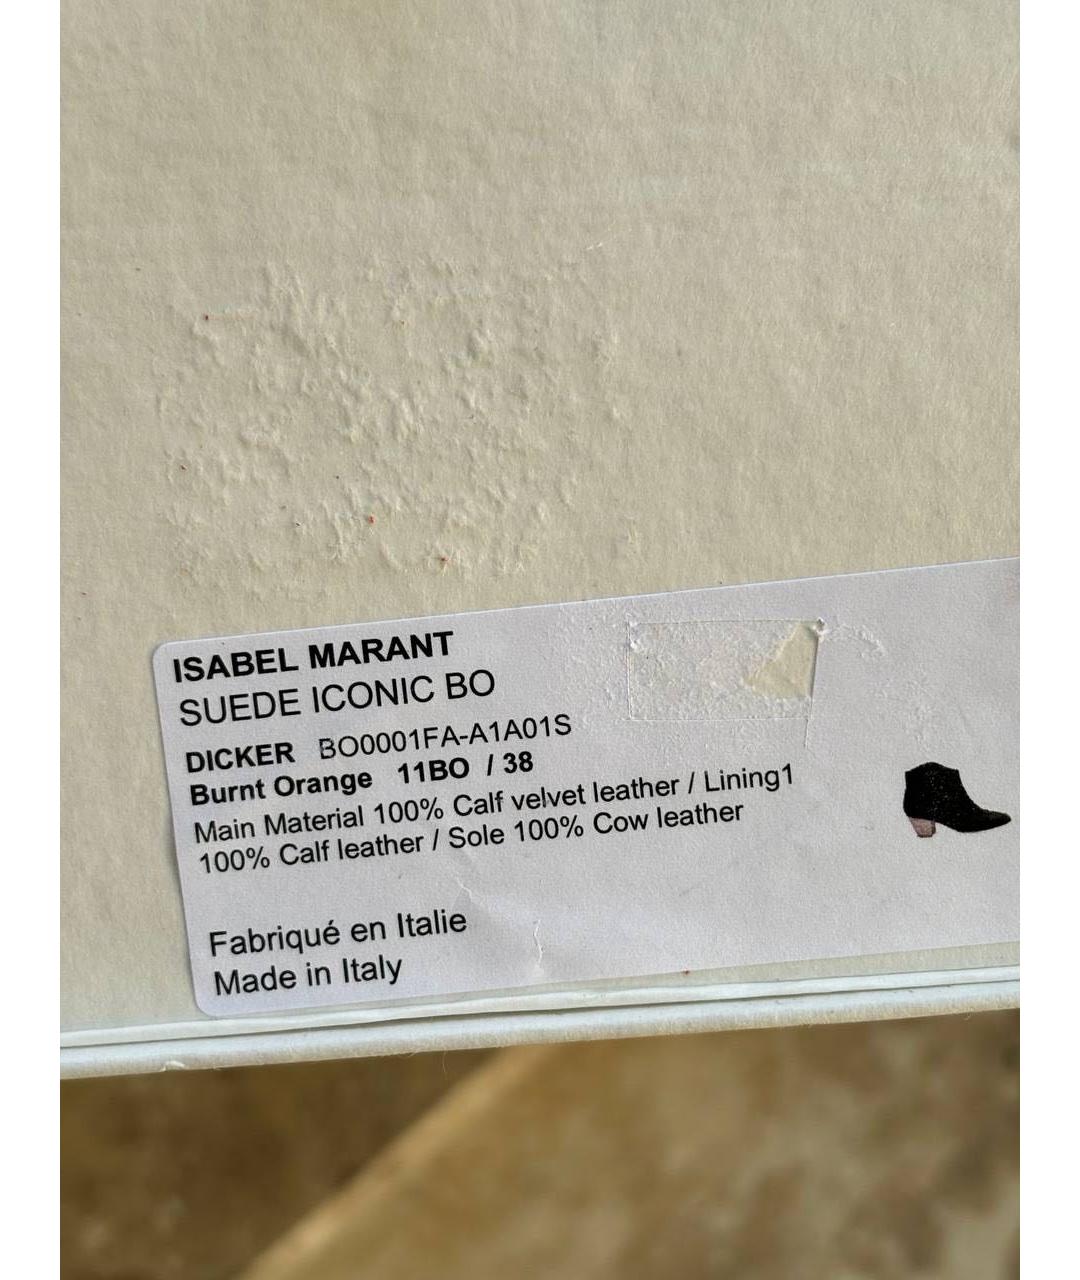 ISABEL MARANT
SUEDE ICONIC BO
DICKER BO0001FA-A1A01S
Burnt Orange 11BO / 38
Main Material 100% Calf velvet leather / Lining1
100% Calf leather / Sole 100% Cow leather
Fabriqué en Italie
Made in Italy